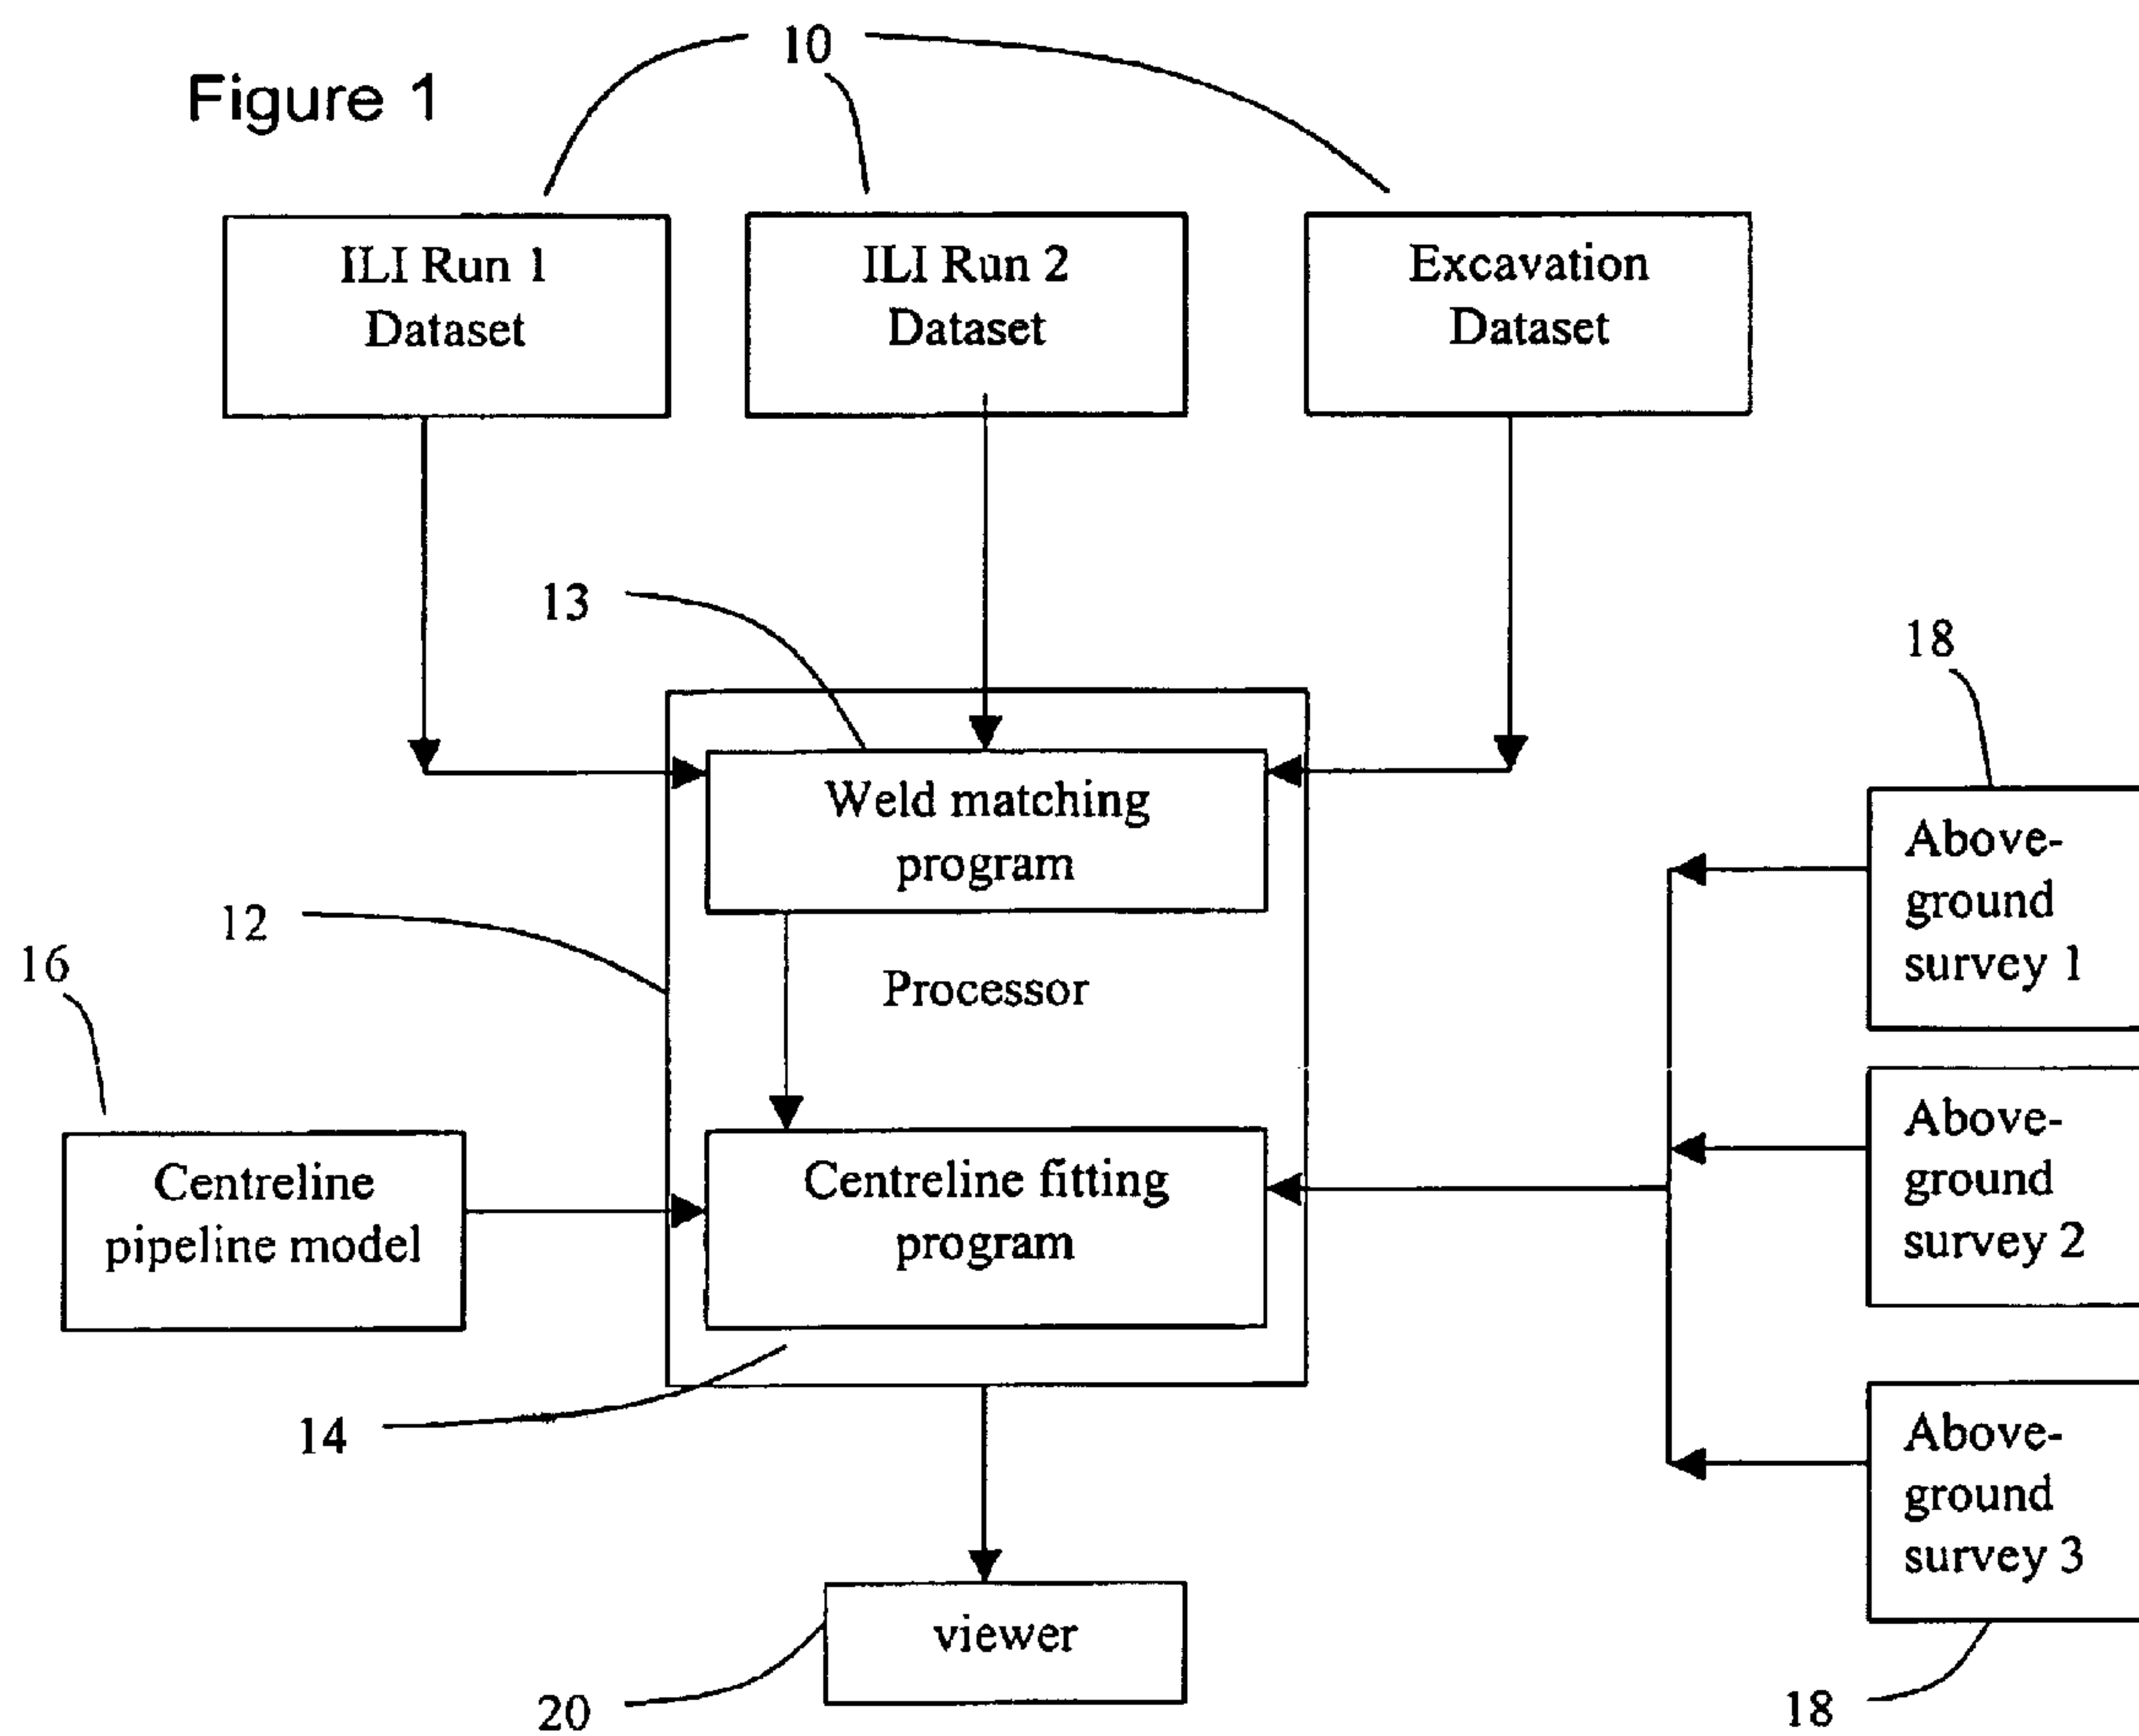 10
Figure 1
ILI Run 1
Dataset
ILI Run 2
Dataset
Excavation
Dataset
13
18
Weld matching
program
Above-
ground
survey 1
12
16
Processor
Above-
ground
survey 2
Centreline
pipeline model
Centreline fitting
program
14
Above-
ground
survey 3
viewer
20
18